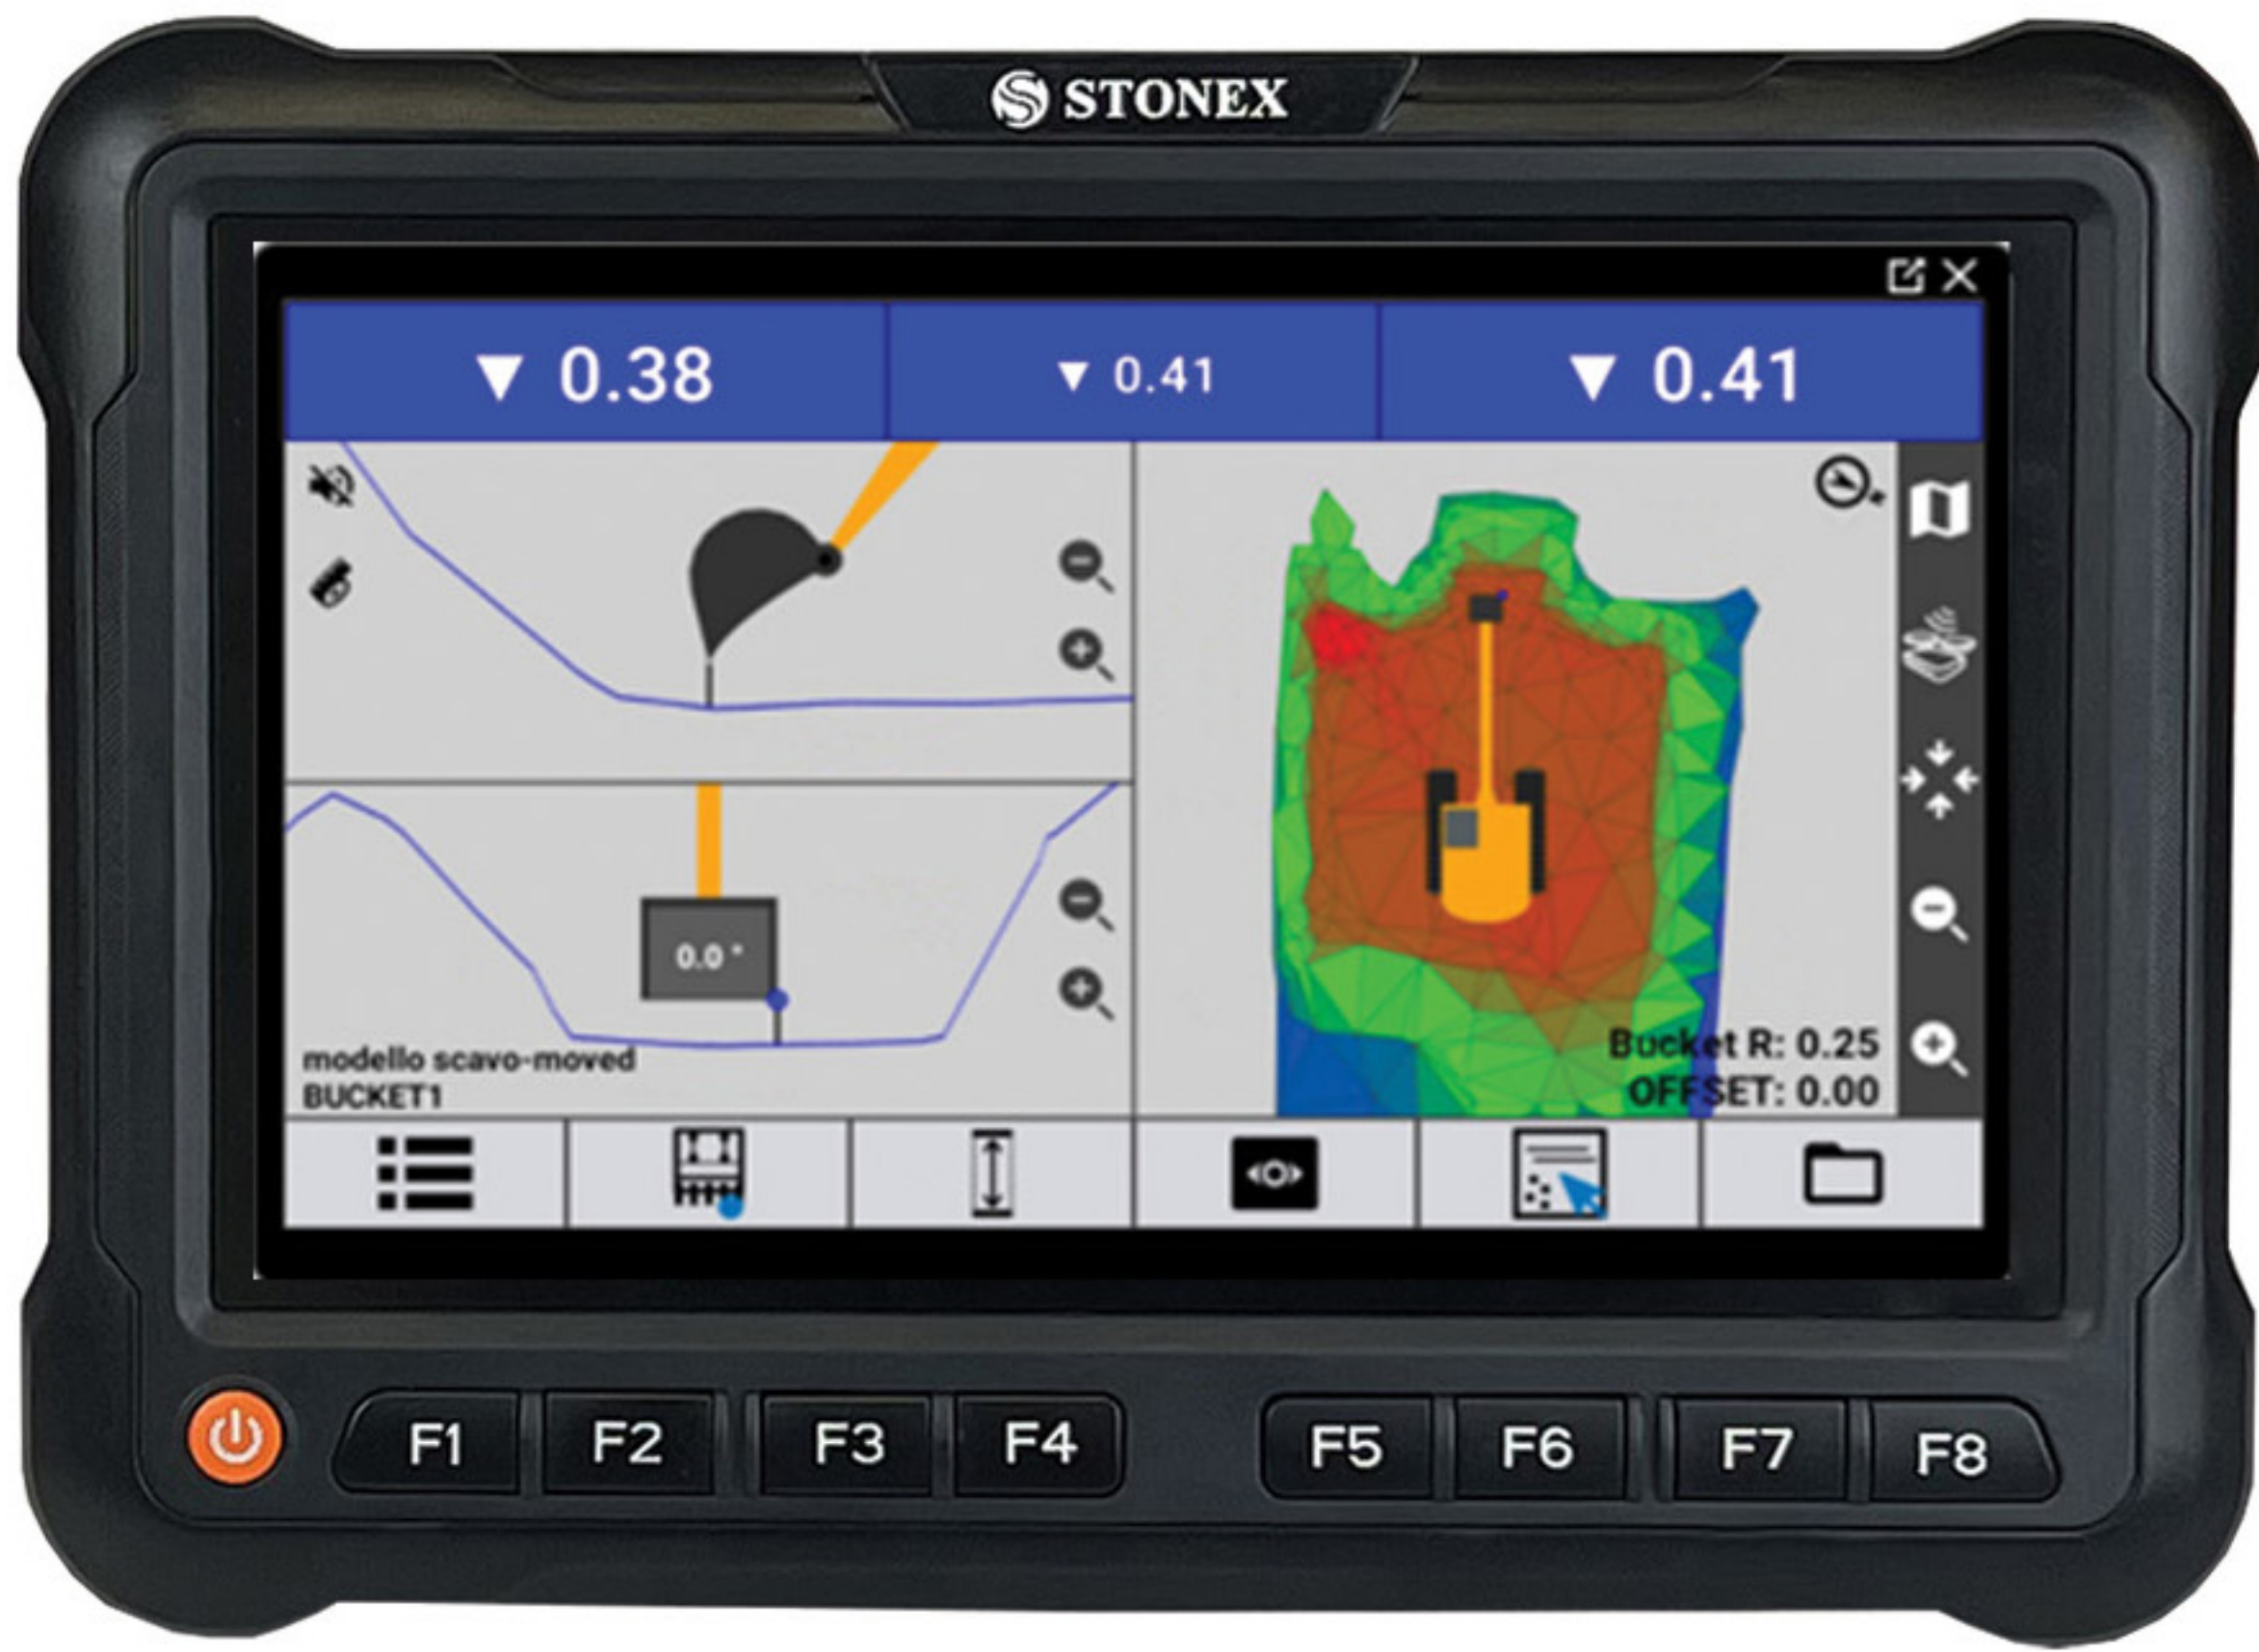 STONEX
▼ 0.38
▼ 0.41
▼ 0.41
0.0 °
modello scavo-moved
BUCKET1
Bucket R: 0.25
OFFSET: 0.00
F1
F2
F3
F4
F5
F6
F7
F8